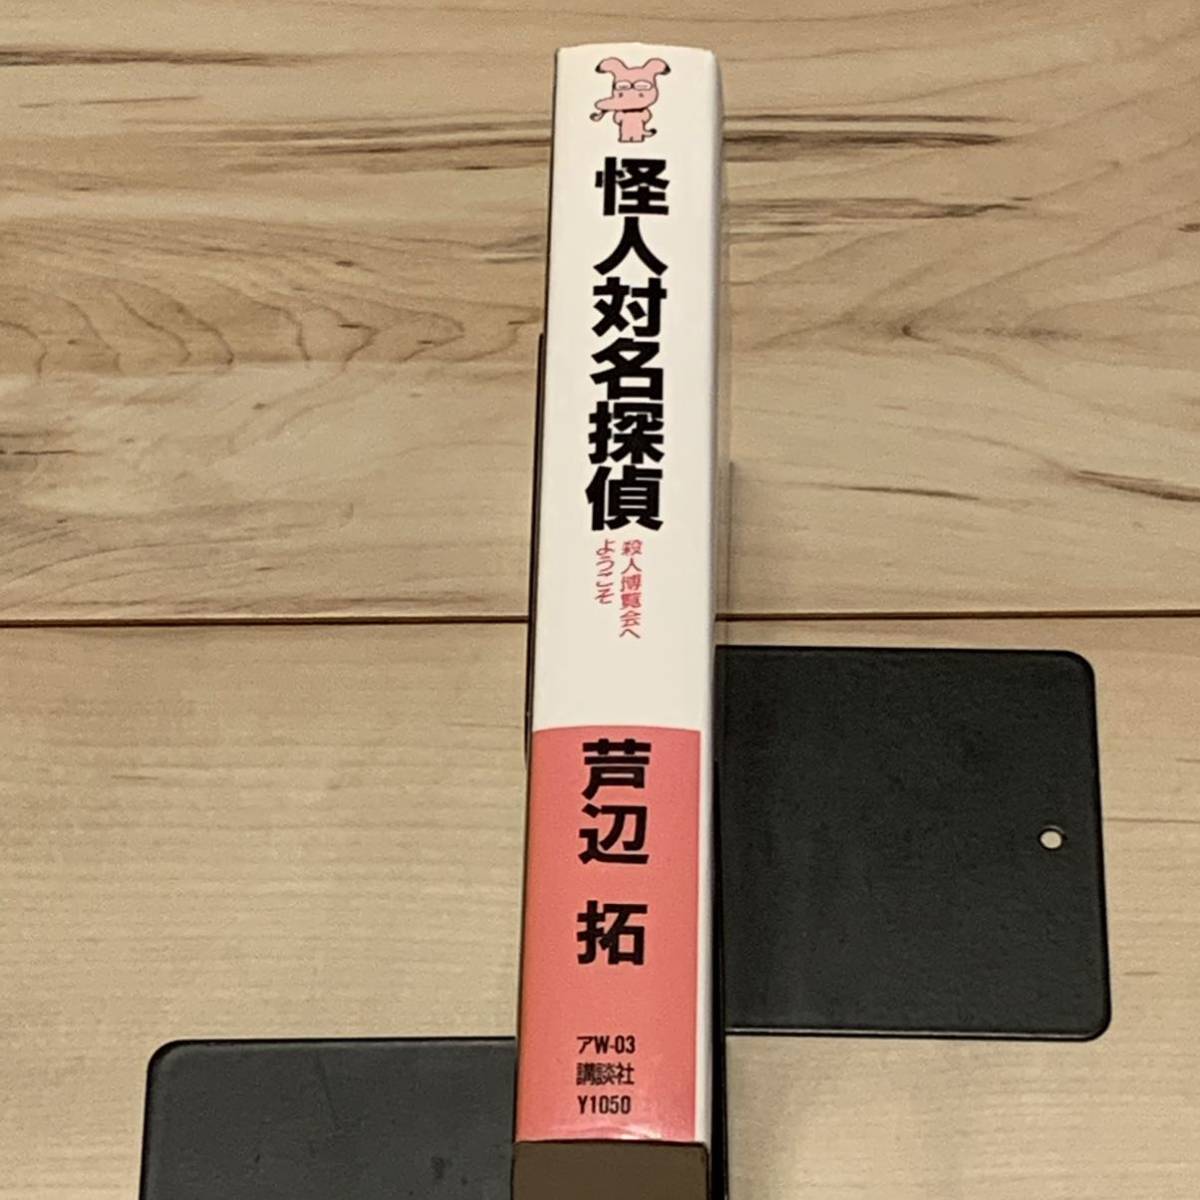 怪人対名探偵
殺人博覧会へ
ようこそ
芦辺 拓
アW-03
講談社
Y1050